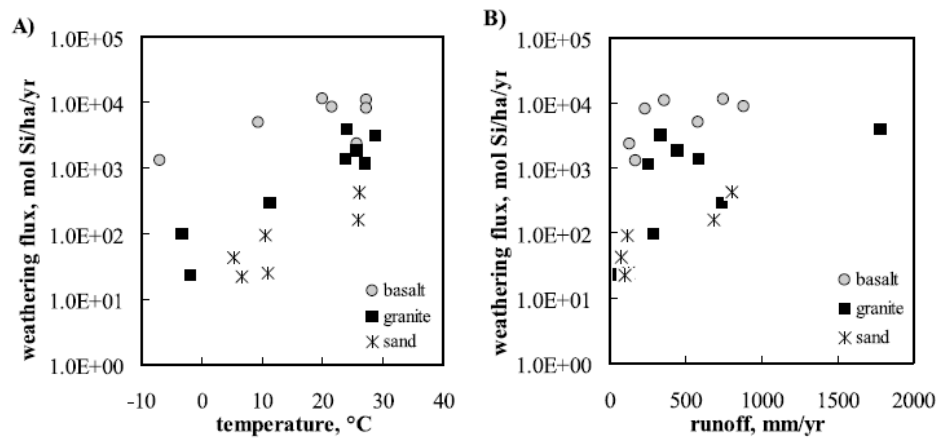 A)
1.0E+05
1.0E+04
1.0E+03
1.0E+02
1.0E+01
1.0E+00
weathering flux, mol Si/ha/yr
-10 0 10 20 30 40
temperature, °C
basalt
granite
sand
B)
1.0E+05
1.0E+04
1.0E+03
1.0E+02
1.0E+01
1.0E+00
weathering flux, mol Si/ha/yr
0 500 1000 1500 2000
runoff, mm/yr
basalt
granite
sand